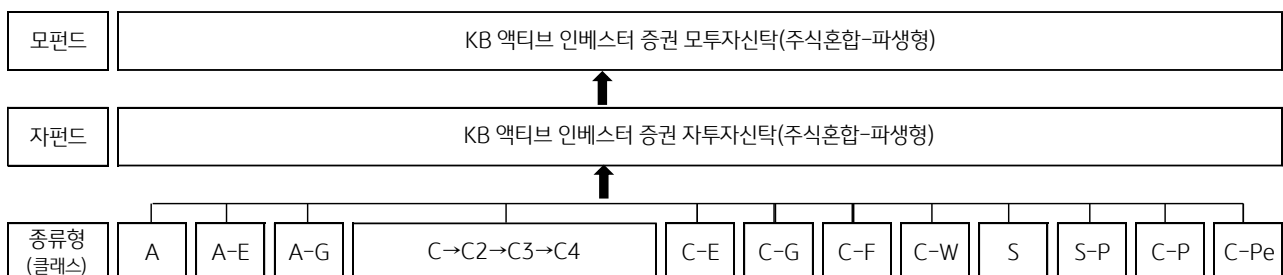 모펀드
KB 액티브 인베스터 증권 모투자신탁(주식혼합-파생형)
자펀드
KB 액티브 인베스터 증권 자투자신탁(주식혼합-파생형)
종류형
(클래스)
A
A-E
A-G
C→C2→C3→C4
C-E
C-G
C-F
C-W
S
S-P
C-P
C-Pe